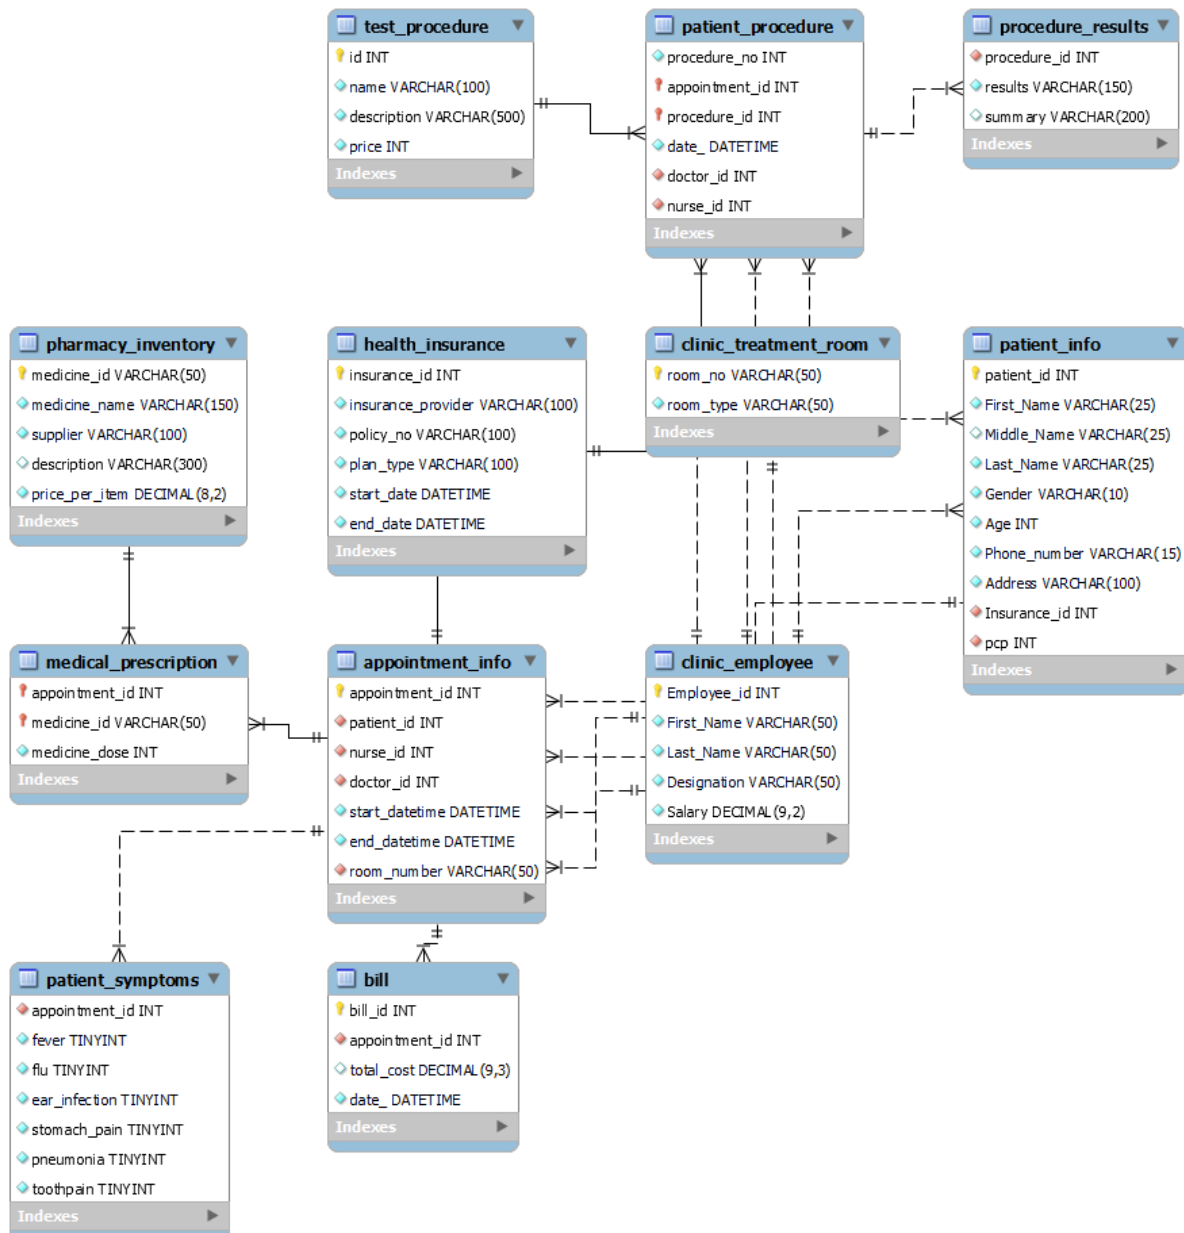 test_procedure
id INT
name VARCHAR(100)
description VARCHAR(500)
price INT
Indexes
patient_procedure
procedure_no INT
appointment_id INT
procedure_id INT
date_ DATETIME
doctor_id INT
nurse_id INT
Indexes
procedure_results
procedure_id INT
results VARCHAR(150)
summary VARCHAR(200)
Indexes
pharmacy_inventory
medicine_id VARCHAR(50)
medicine_name VARCHAR(150)
supplier VARCHAR(100)
description VARCHAR(300)
price_per_item DECIMAL(8,2)
Indexes
health_insurance
insurance_id INT
insurance_provider VARCHAR(100)
policy_no VARCHAR(100)
plan_type VARCHAR(100)
start_date DATETIME
end_date DATETIME
Indexes
clinic_treatment_room
room_no VARCHAR(50)
room_type VARCHAR(50)
Indexes
patient_info
patient_id INT
First_Name VARCHAR(25)
Middle_Name VARCHAR(25)
Last_Name VARCHAR(25)
Gender VARCHAR(10)
Age INT
Phone_number VARCHAR(15)
Address VARCHAR(100)
Insurance_id INT
pcp INT
Indexes
medical_prescription
appointment_id INT
medicine_id VARCHAR(50)
medicine_dose INT
Indexes
appointment_info
appointment_id INT
patient_id INT
nurse_id INT
doctor_id INT
start_datetime DATETIME
end_datetime DATETIME
room_number VARCHAR(50)
Indexes
clinic_employee
Employee_id INT
First_Name VARCHAR(50)
Last_Name VARCHAR(50)
Designation VARCHAR(50)
Salary DECIMAL(9,2)
Indexes
patient_symptoms
appointment_id INT
fever TINYINT
flu TINYINT
ear_infection TINYINT
stomach_pain TINYINT
pneumonia TINYINT
toothpain TINYINT
Indexes
bill
bill_id INT
appointment_id INT
total_cost DECIMAL(9,3)
date_ DATETIME
Indexes